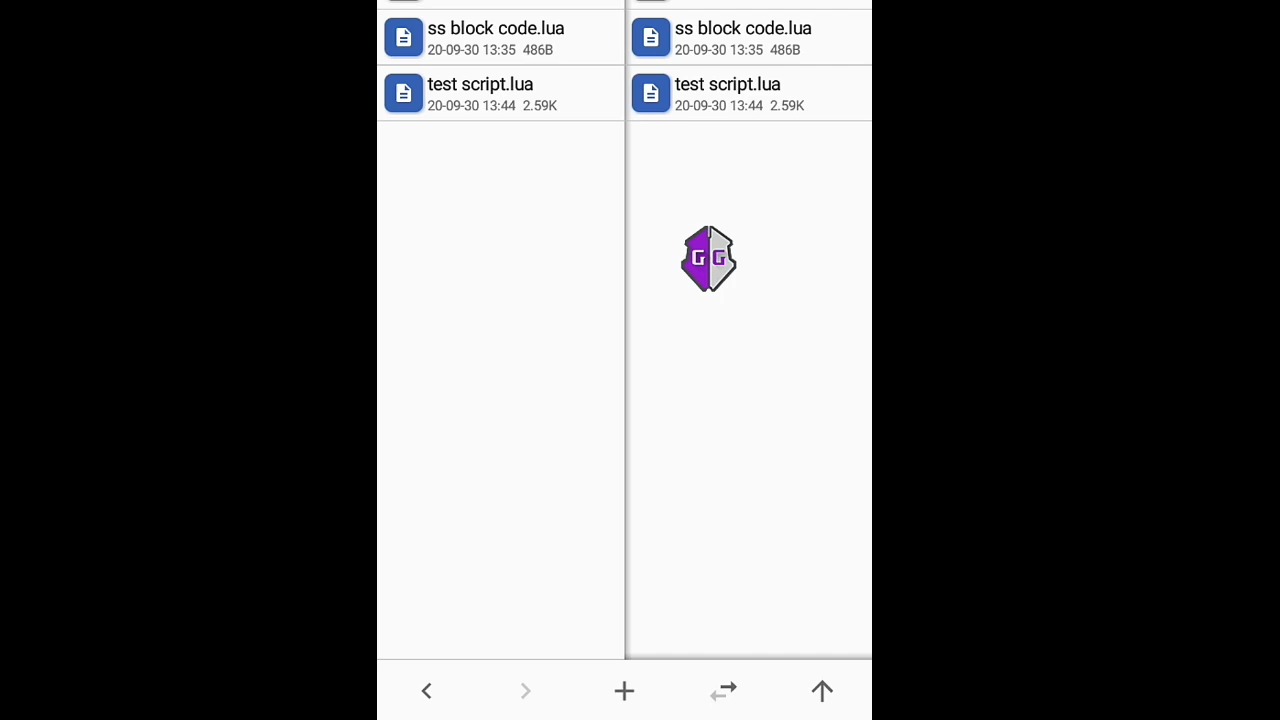 ss block code.lua
20-09-30 13:35 486B
test script.lua
20-09-30 13:44 2.59K
ss block code.lua
20-09-30 13:35 486B
test script.lua
20-09-30 13:44 2.59K
GG